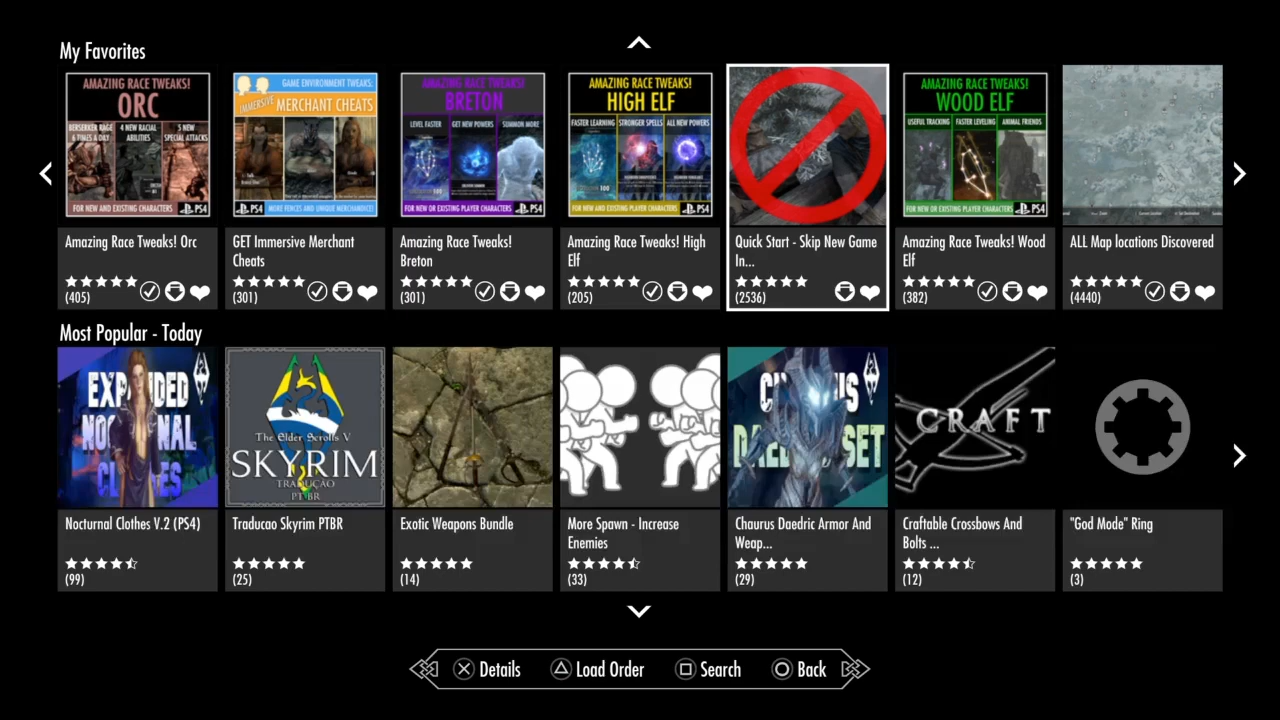 My Favorites
AMAZING RACE TWEAKS!
ORC
BERSERKER RAGE
6 TIMES A DAY
4 NEW RACIAL
ABILITIES
5 NEW
SPECIAL ATTACKS
FOR NEW AND EXISTING CHARACTERS
PS4
Amazing Race Tweaks! Orc
(405)
GAME ENVIRONMENT TWEAKS:
IMMERSIVE MERCHANT CHEATS
PS4 MORE FENCES AND UNIQUE MERCHANDICE!
GET Immersive Merchant
Cheats
(301)
AMAZING RACE TWEAKS!
BRETON
LEVEL FASTER
GET NEW POWERS
SUMMON MORE
FOR NEW OR EXISTING PLAYER CHARACTERS
PS4
Amazing Race Tweaks!
Breton
(301)
AMAZING RACE TWEAKS!
HIGH ELF
FASTER LEARNING
STRONGER SPELLS
ALL NEW POWERS
100
FOR NEW AND EXISTING CHARACTERS
PS4
Amazing Race Tweaks! High
Elf
(205)
Quick Start - Skip New Game
In...
(2536)
AMAZING RACE TWEAKS!
WOOD ELF
USEFUL TRACKING
FASTER LEVELING
ANIMAL FRIENDS
FOR NEW OR EXISTING PLAYER CHARACTERS
PS4
Amazing Race Tweaks! Wood
Elf
(382)
ALL Map locations Discovered
(4440)
Most Popular - Today
Nocturnal Clothes V.2 (PS4)
(99)
The Elder Scrolls V
SKYRIM
TRADUÇAO
PT-BR
Traducao Skyrim PTBR
(25)
Exotic Weapons Bundle
(14)
More Spawn - Increase
Enemies
(33)
Chaurus Daedric Armor And
Weap...
(29)
CRAFT
Craftable Crossbows And
Bolts ...
(12)
"God Mode" Ring
(3)
Details
Load Order
Search
Back